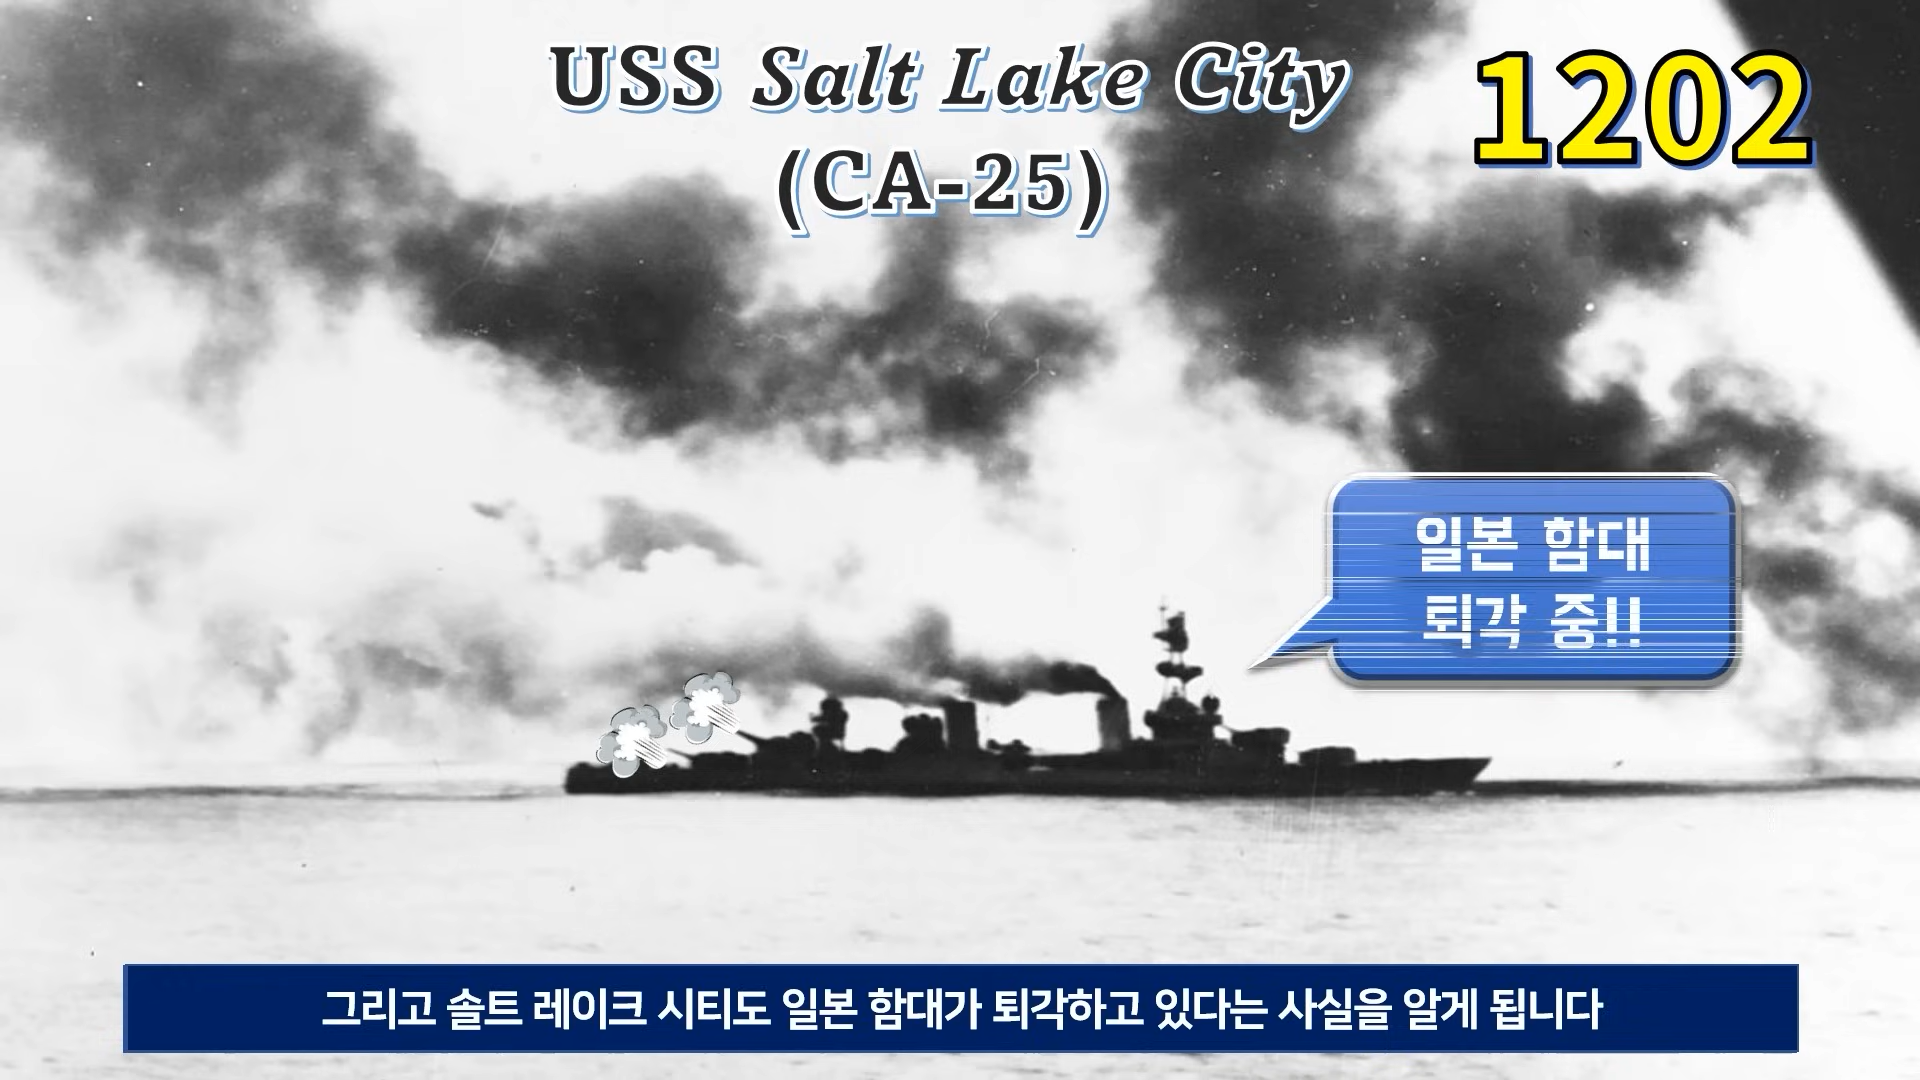 USS Salt Lake City
(CA-25)
1202
일본 함대
퇴각 중!!
그리고 솔트 레이크 시티도 일본 함대가 퇴각하고 있다는 사실을 알게 됩니다